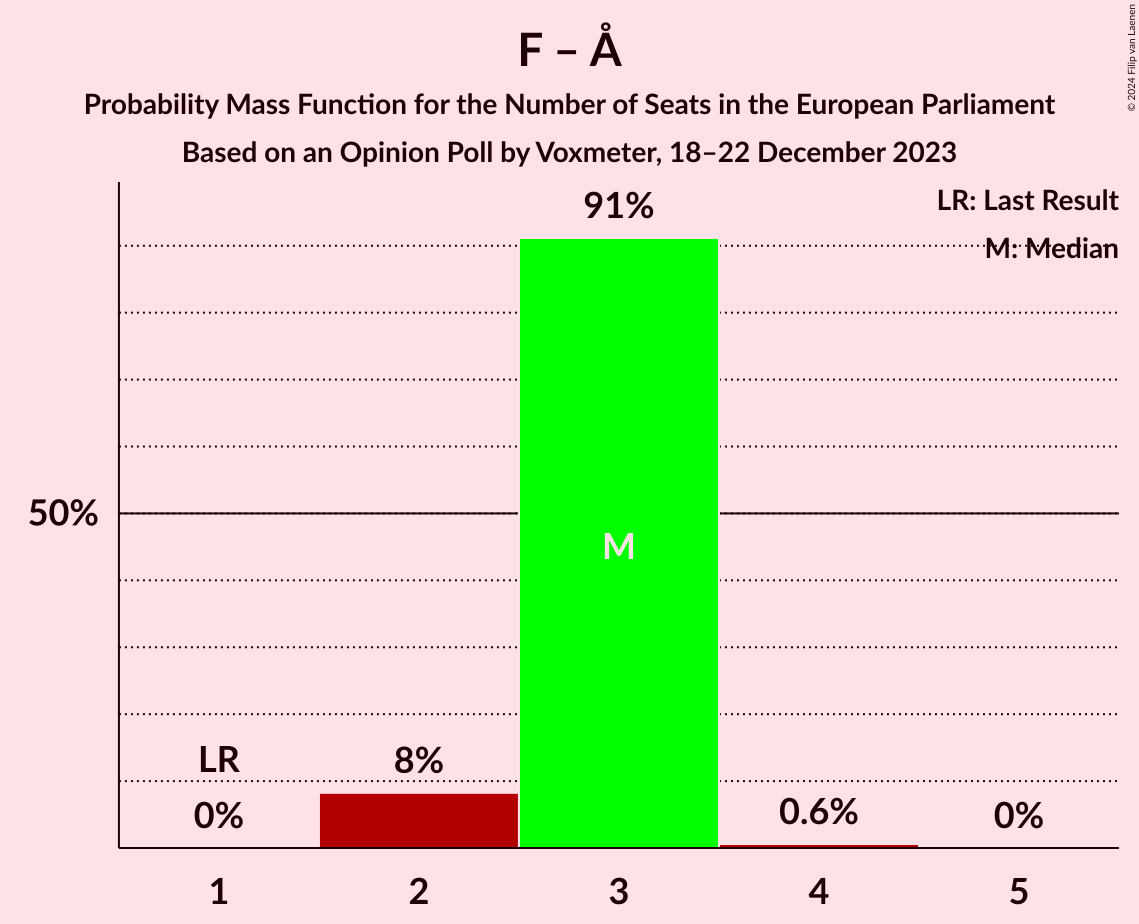 F – Å
Probability Mass Function for the Number of Seats in the European Parliament
Based on an Opinion Poll by Voxmeter, 18–22 December 2023
© 2024 Filip van Laenen
LR: Last Result
M: Median
91%
50%
M
LR
8%
0%
0.6%
0%
1 2 3 4 5